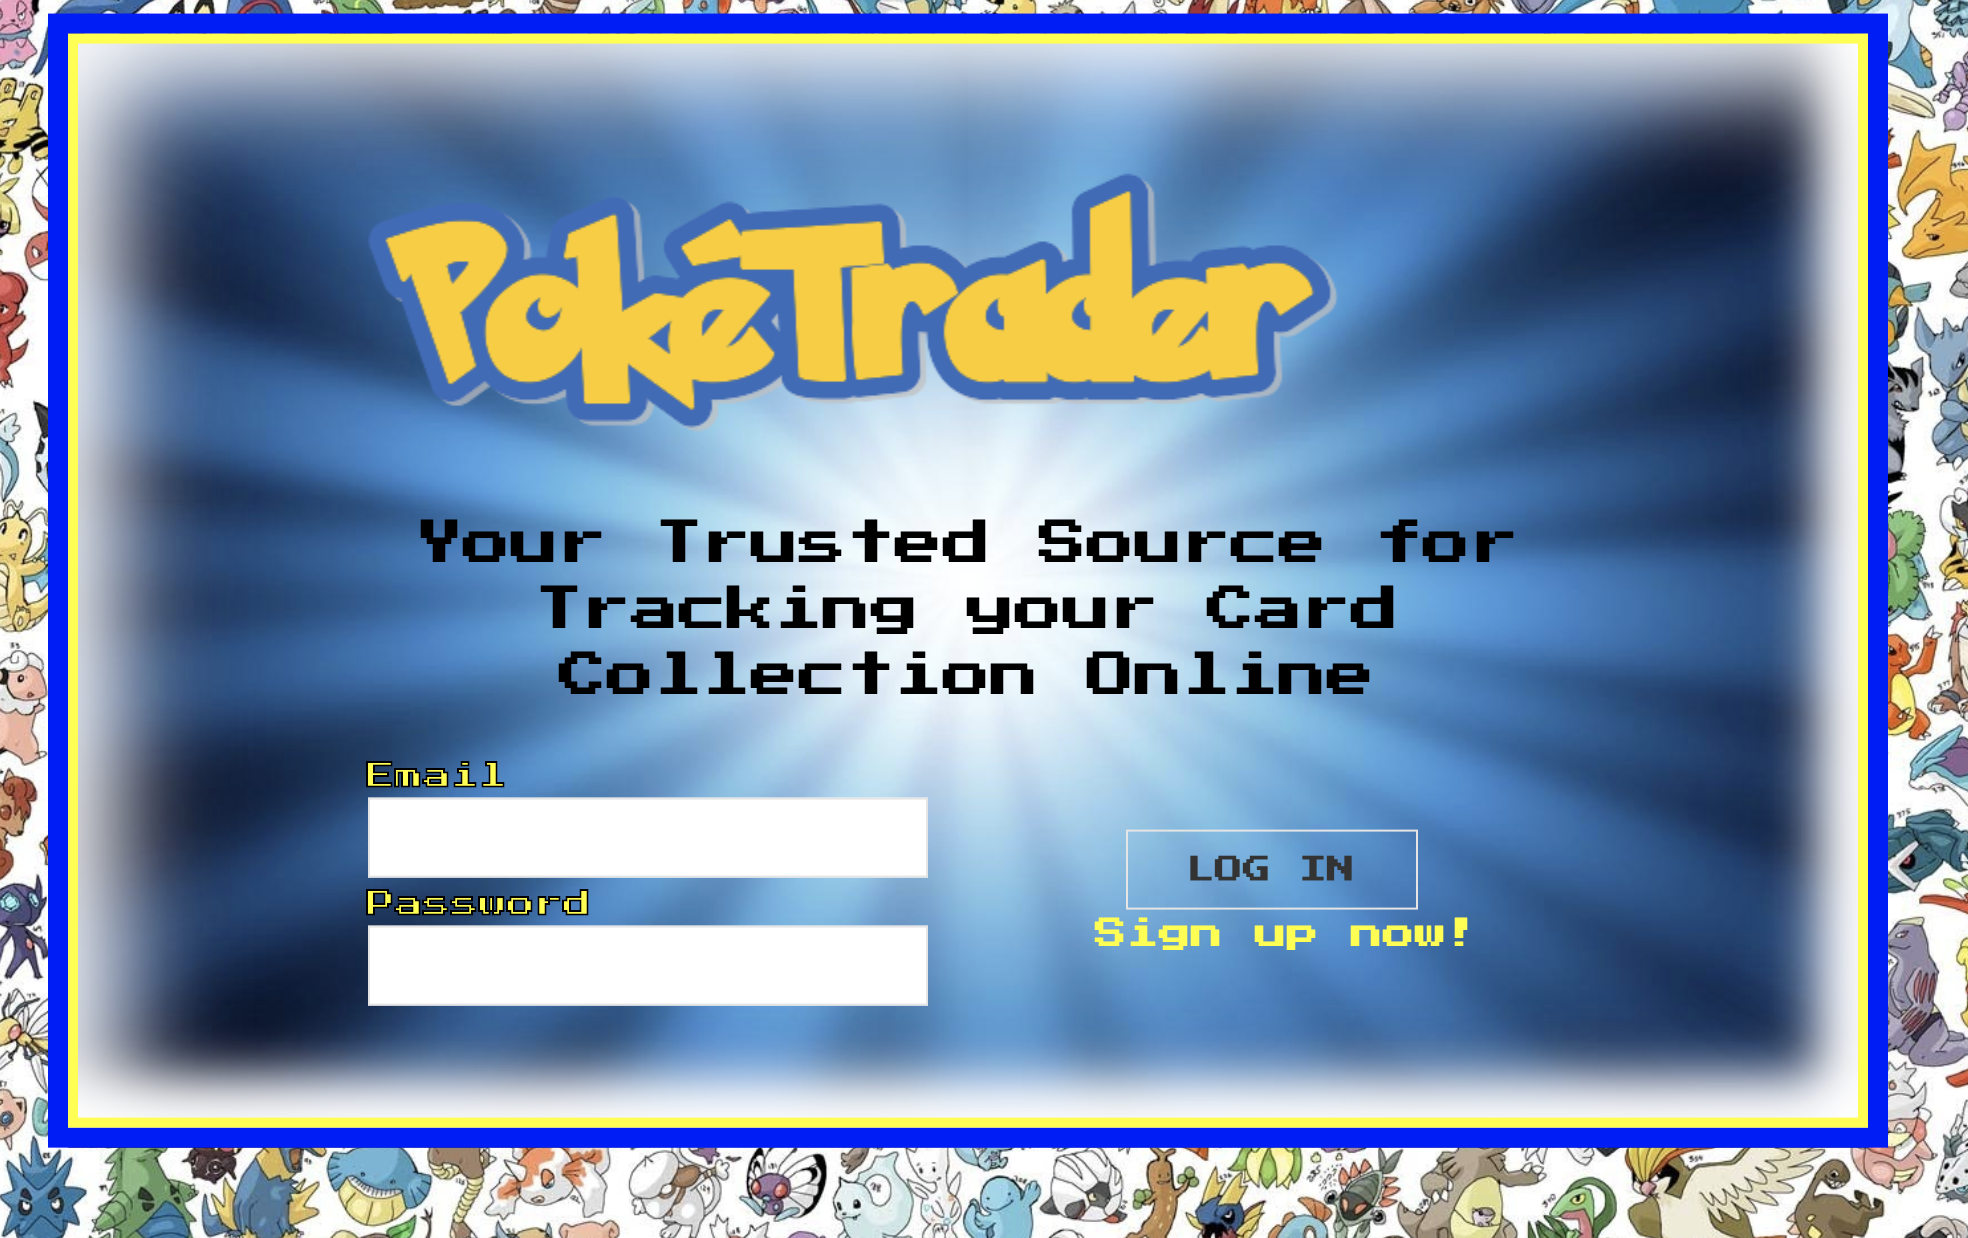 PokéTrader
Your Trusted Source for
Tracking your Card
Collection Online
Email
Password
LOG IN
Sign up now!